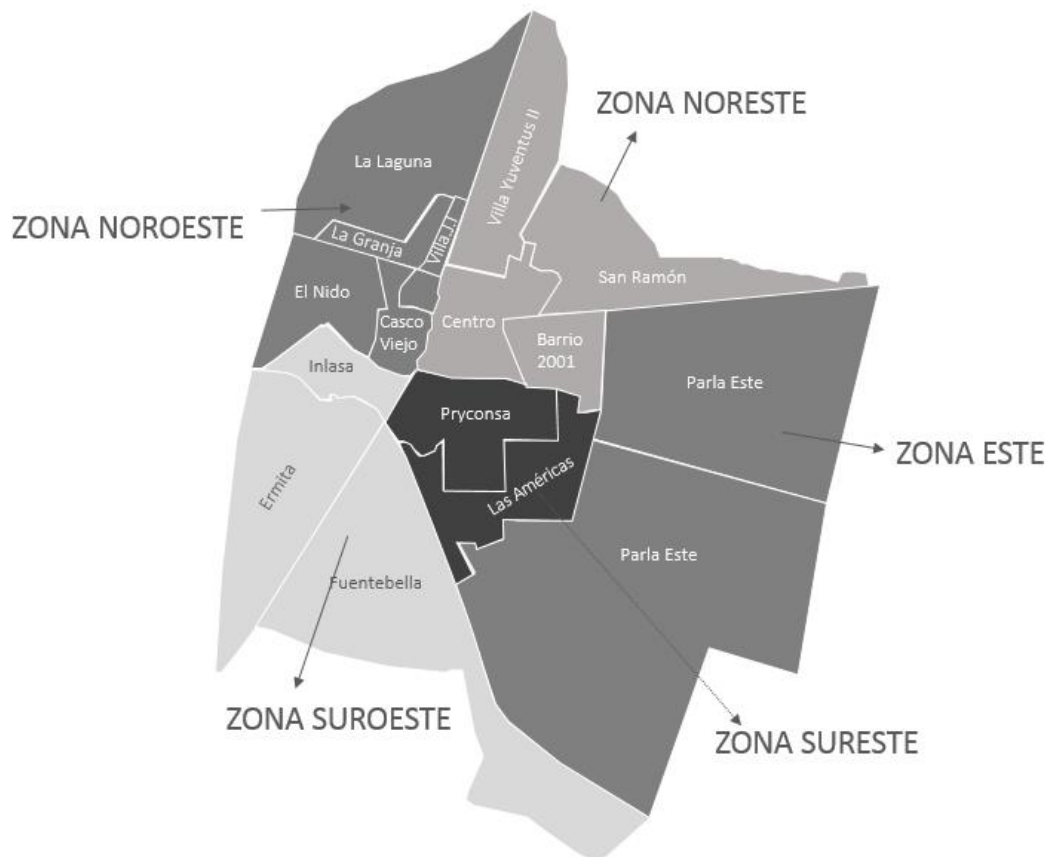 ZONA NORESTE
Villa Yuventus II
La Laguna
ZONA NOROESTE
La Granja
Villa J.I
San Ramón
El Nido
Casco
Viejo
Centro
Barrio
2001
Inlasa
Parla Este
Pryconsa
ZONA ESTE
Las Américas
Ermita
Parla Este
Fuentebella
ZONA SUROESTE
ZONA SURESTE